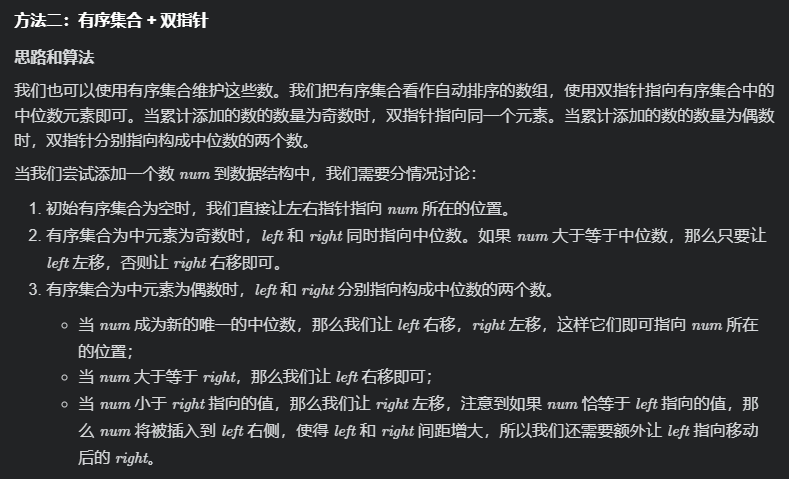 方法二：有序集合 + 双指针
思路和算法
我们也可以使用有序集合维护这些数。我们把有序集合看作自动排序的数组，使用双指针指向有序集合中的
中位数元素即可。当累计添加的数的数量为奇数时，双指针指向同一个元素。当累计添加的数的数量为偶数
时，双指针分别指向构成中位数的两个数。
当我们尝试添加一个数 num 到数据结构中，我们需要分情况讨论：
1. 初始有序集合为空时，我们直接让左右指针指向 num 所在的位置。
2. 有序集合为中元素为奇数时，left 和 right 同时指向中位数。如果 num 大于等于中位数，那么只要让
left 左移，否则让 right 右移即可。
3. 有序集合为中元素为偶数时，left 和 right 分别指向构成中位数的两个数。
◦ 当 num 成为新的唯一的中位数，那么我们让 left 右移，right 左移，这样它们即可指向 num 所在
的位置；
◦ 当 num 大于等于 right，那么我们让 left 右移即可；
◦ 当 num 小于 right 指向的值，那么我们让 right 左移，注意到如果 num 恰等于 left 指向的值，那
么 num 将被插入到 left 右侧，使得 left 和 right 间距增大，所以我们还需要额外让 left 指向移动
后的 right。